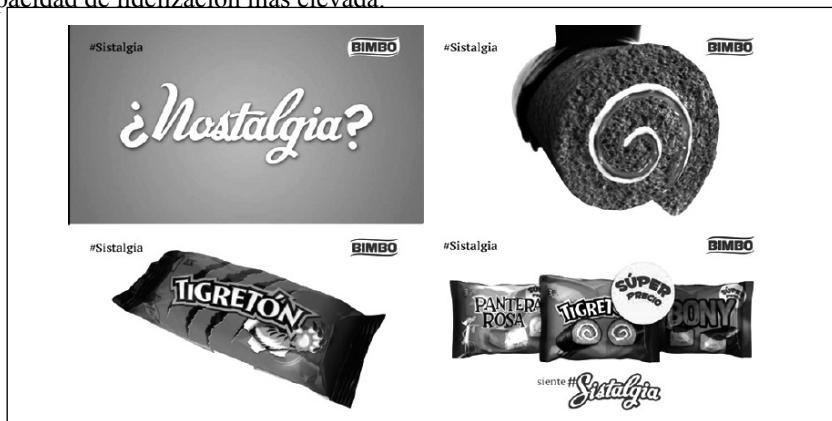 pacidad de fidelización más elevada.
#Sistalgia BIMBO
¿Nostalgia?
#Sistalgia BIMBO
#Sistalgia BIMBO
TIGRETÓN
#Sistalgia BIMBO
SÚPER
PRECIO
PANTERA
ROSA
TIGRET
BONY
siente #Sistalgia